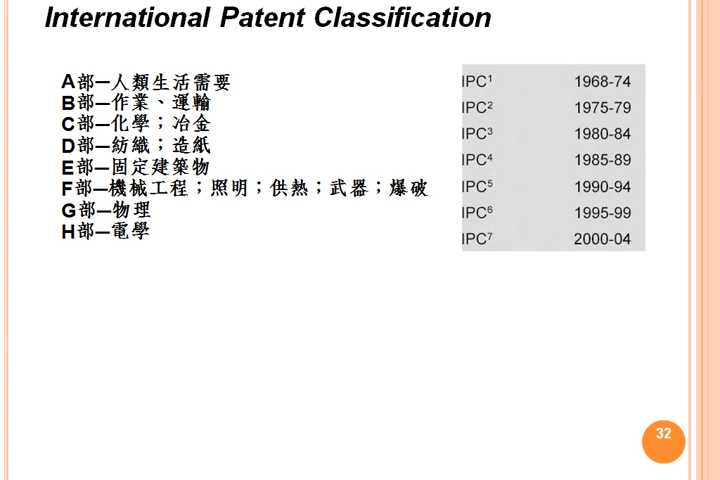 International Patent Classification
A部—人類生活需要
B部—作業、運輸
C部—化學；冶金
D部—紡織；造紙
E部—固定建築物
F部—機械工程；照明；供熱；武器；爆破
G部—物理
H部—電學
IPC¹ 1968-74
IPC² 1975-79
IPC³ 1980-84
IPC⁴ 1985-89
IPC⁵ 1990-94
IPC⁶ 1995-99
IPC⁷ 2000-04
32